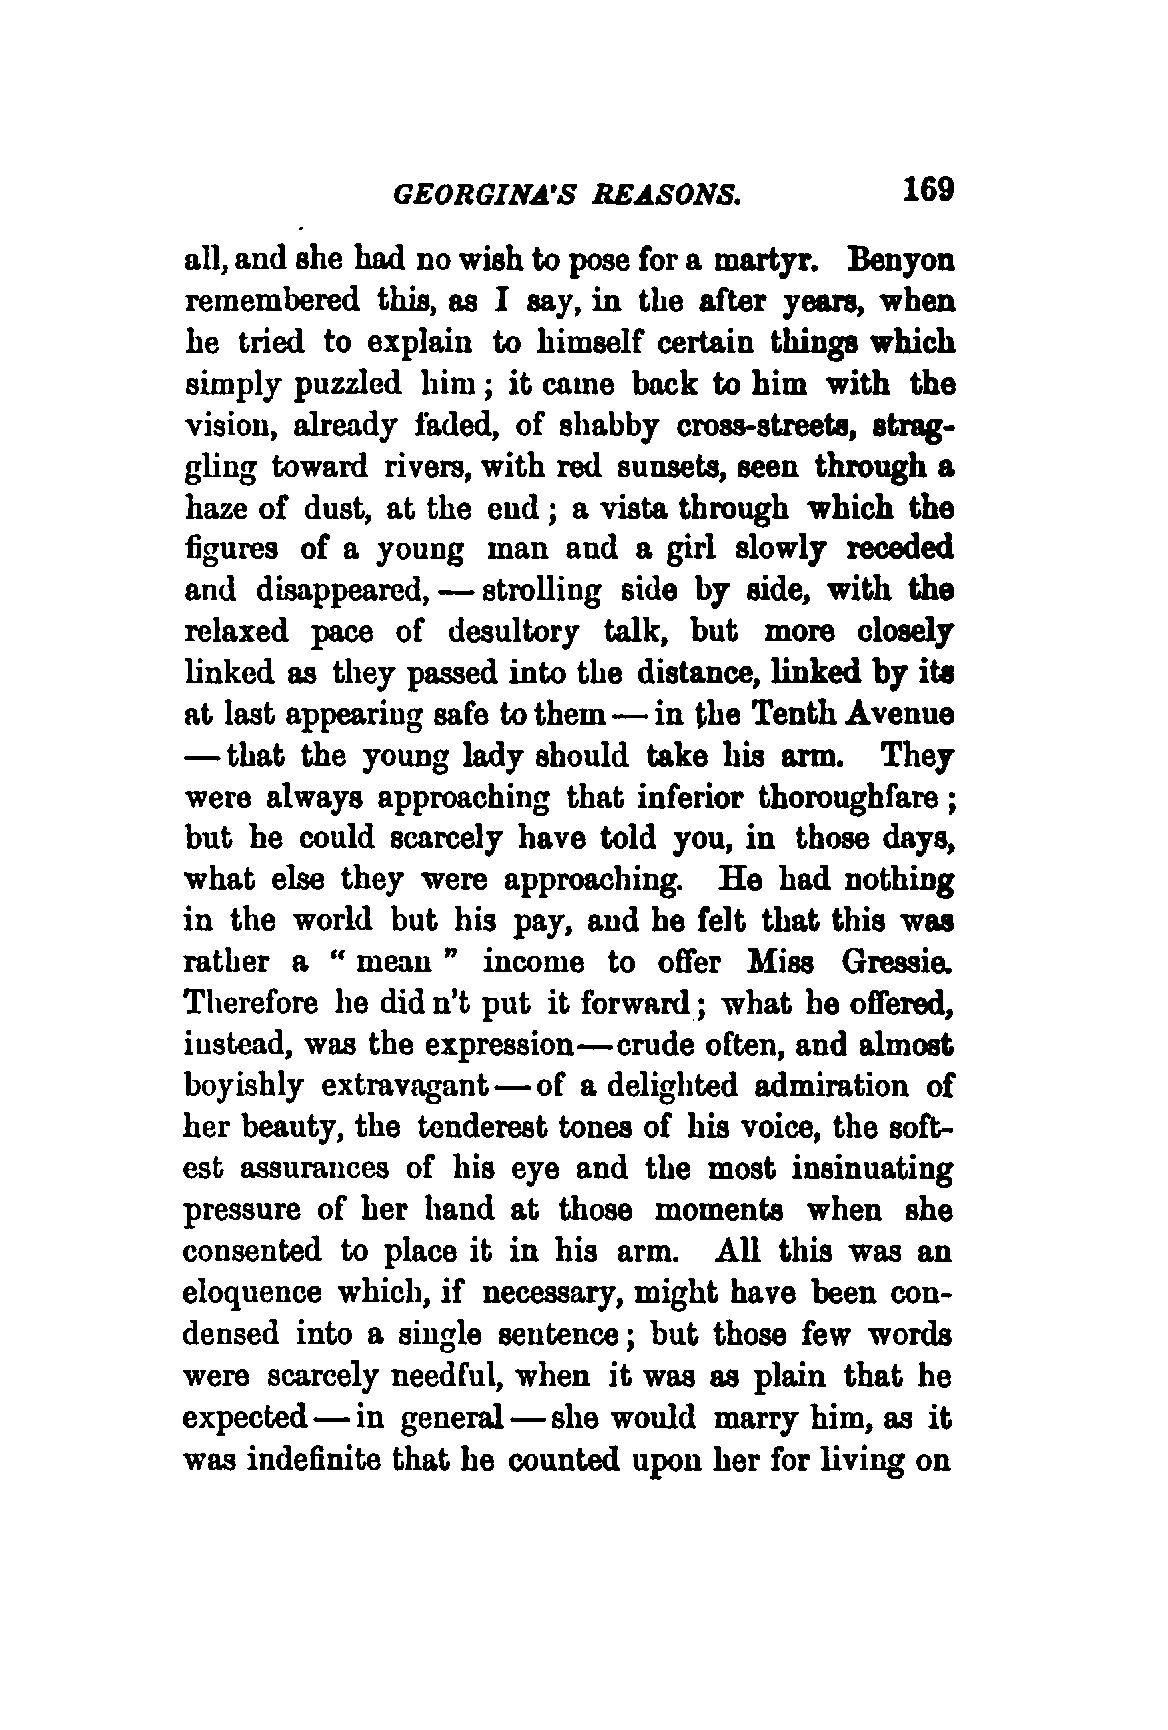 GEORGINA'S REASONS. 169
all, and she had no wish to pose for a martyr. Benyon
remembered this, as I say, in the after years, when
he tried to explain to himself certain things which
simply puzzled him; it came back to him with the
vision, already faded, of shabby cross-streets, strag-
gling toward rivers, with red sunsets, seen through a
haze of dust, at the end; a vista through which the
figures of a young man and a girl slowly receded
and disappeared,—strolling side by side, with the
relaxed pace of desultory talk, but more closely
linked as they passed into the distance, linked by its
at last appearing safe to them—in the Tenth Avenue
—that the young lady should take his arm. They
were always approaching that inferior thoroughfare;
but he could scarcely have told you, in those days,
what else they were approaching. He had nothing
in the world but his pay, and he felt that this was
rather a "mean" income to offer Miss Gressie.
Therefore he did n't put it forward; what he offered,
instead, was the expression—crude often, and almost
boyishly extravagant—of a delighted admiration of
her beauty, the tenderest tones of his voice, the soft-
est assurances of his eye and the most insinuating
pressure of her hand at those moments when she
consented to place it in his arm. All this was an
eloquence which, if necessary, might have been con-
densed into a single sentence; but those few words
were scarcely needful, when it was as plain that he
expected—in general—she would marry him, as it
was indefinite that he counted upon her for living on